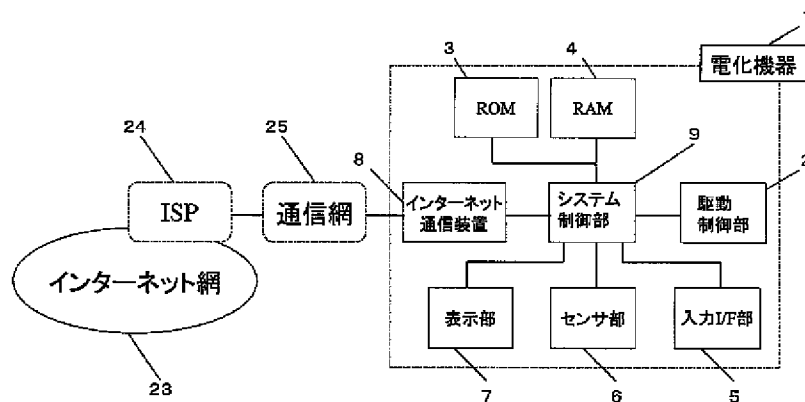 1
電化機器
3
4
ROM
RAM
24
25
8
9
2
ISP
通信網
インターネット
通信装置
システム
制御部
駆動
制御部
インターネット網
表示部
センサ部
入力I/F部
23
7
6
5